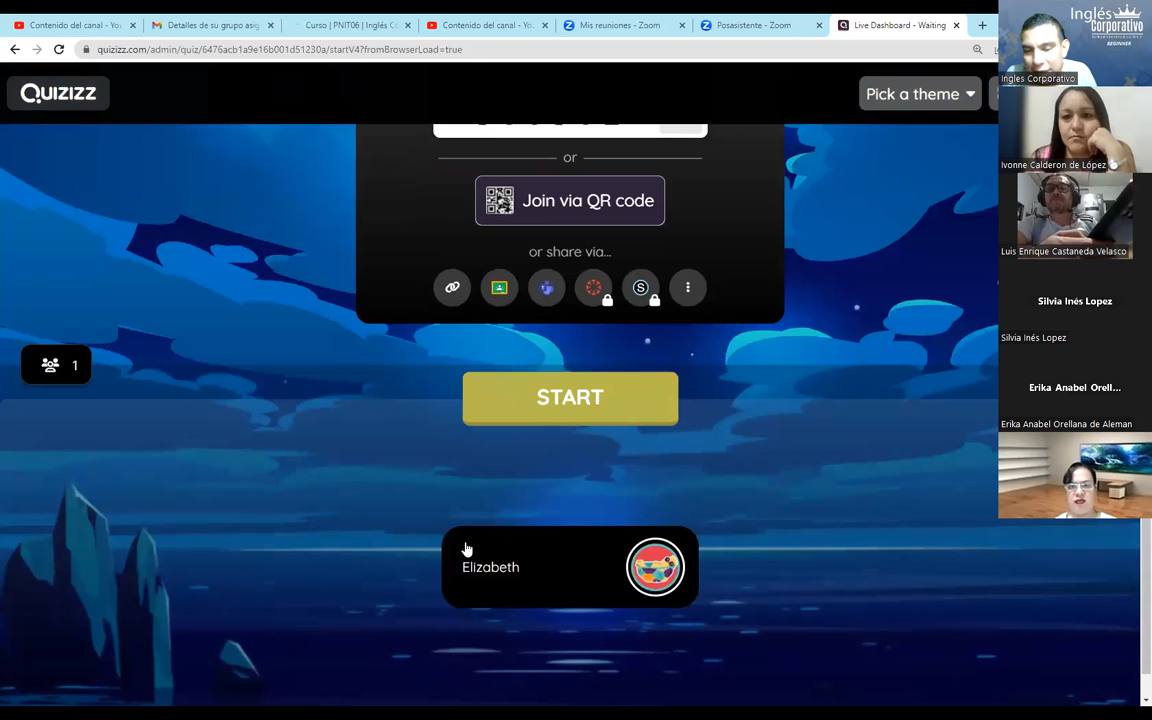 Contenido del canal - You
Detalles de su grupo asig
Curso | PNIT06 | Inglés C
Contenido del canal - You
Mis reuniones - Zoom
Posasistente - Zoom
Live Dashboard - Waiting
quizizz.com/admin/quiz/6476acb1a9e16b001d51230a/startV4?fromBrowserLoad=true
Quizizz
Pick a theme
or
Join via QR code
or share via...
1
START
Elizabeth
Inglés
Corporativo
BEGINNER
Ingles Corporativo
Ivonne Calderon de López
Luis Enrique Castaneda Velasco
Silvia Inés Lopez
Silvia Inés Lopez
Erika Anabel Orell...
Erika Anabel Orellana de Aleman